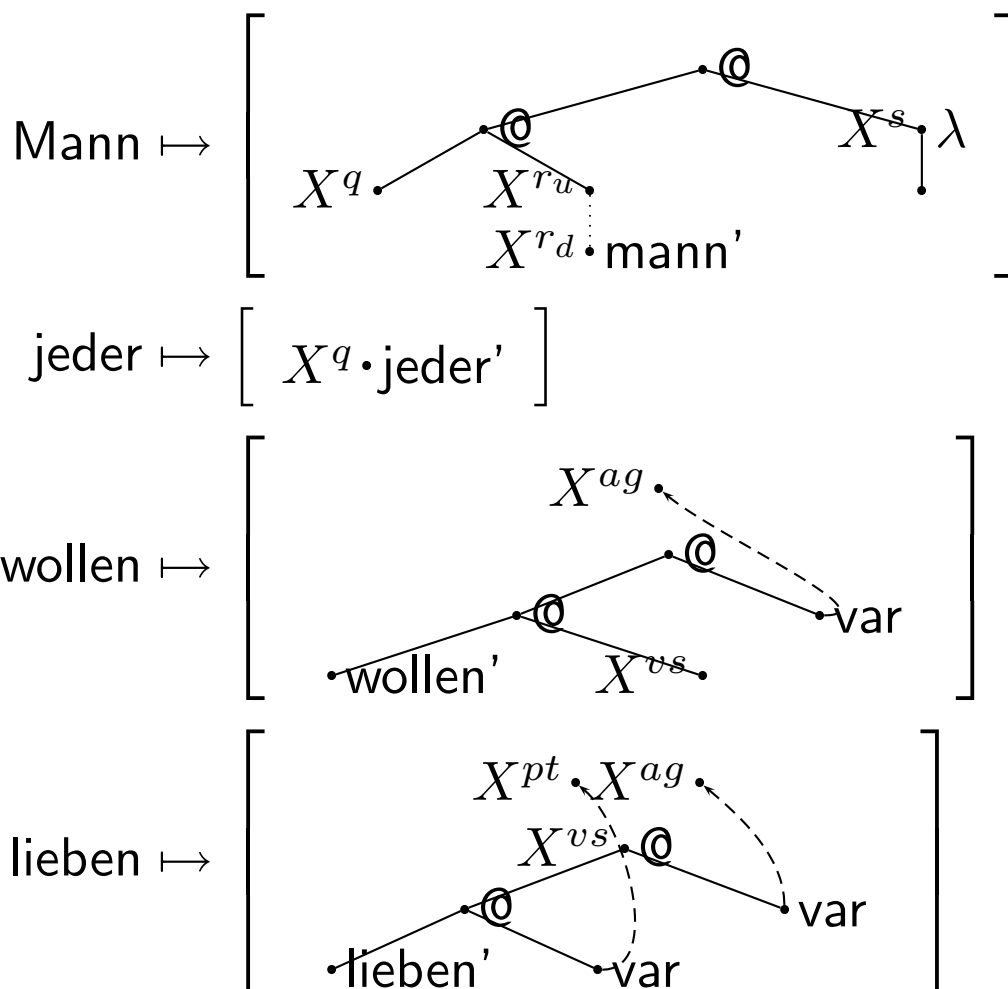 @
Mann ↦ @ X^s λ
X^q X^{r_u}
X^{r_d} mann'
jeder ↦ X^q jeder'
X^{ag}
wollen ↦ @
@ var
wollen' X^{vs}
X^{pt} X^{ag}
lieben ↦ X^{vs} @
@ var
lieben' var